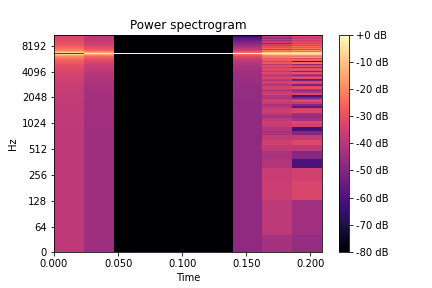 Power spectrogram
Hz
8192
4096
2048
1024
512
256
128
64
0
0.000 0.050 0.100 0.150 0.200
Time
+0 dB
-10 dB
-20 dB
-30 dB
-40 dB
-50 dB
-60 dB
-70 dB
-80 dB